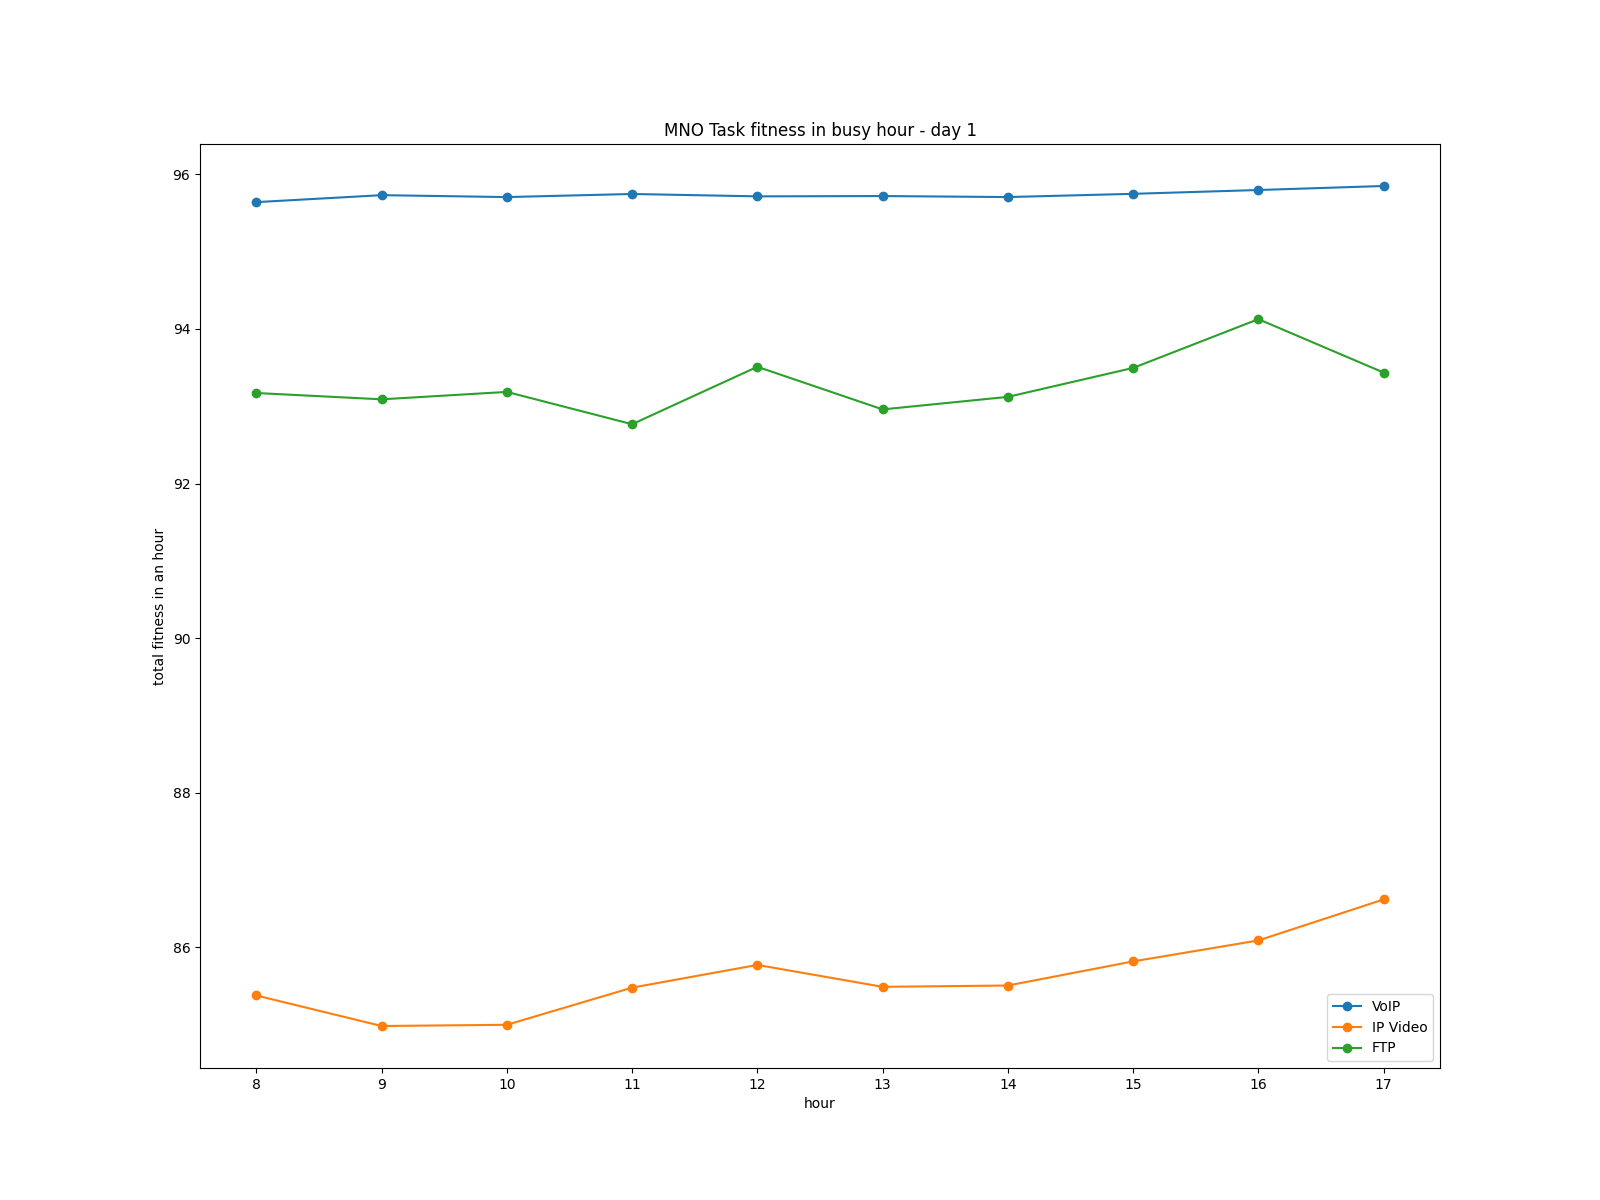 MNO Task fitness in busy hour - day 1
96
94
92
90
88
86
total fitness in an hour
8 9 10 11 12 13 14 15 16 17
hour
VoIP
IP Video
FTP